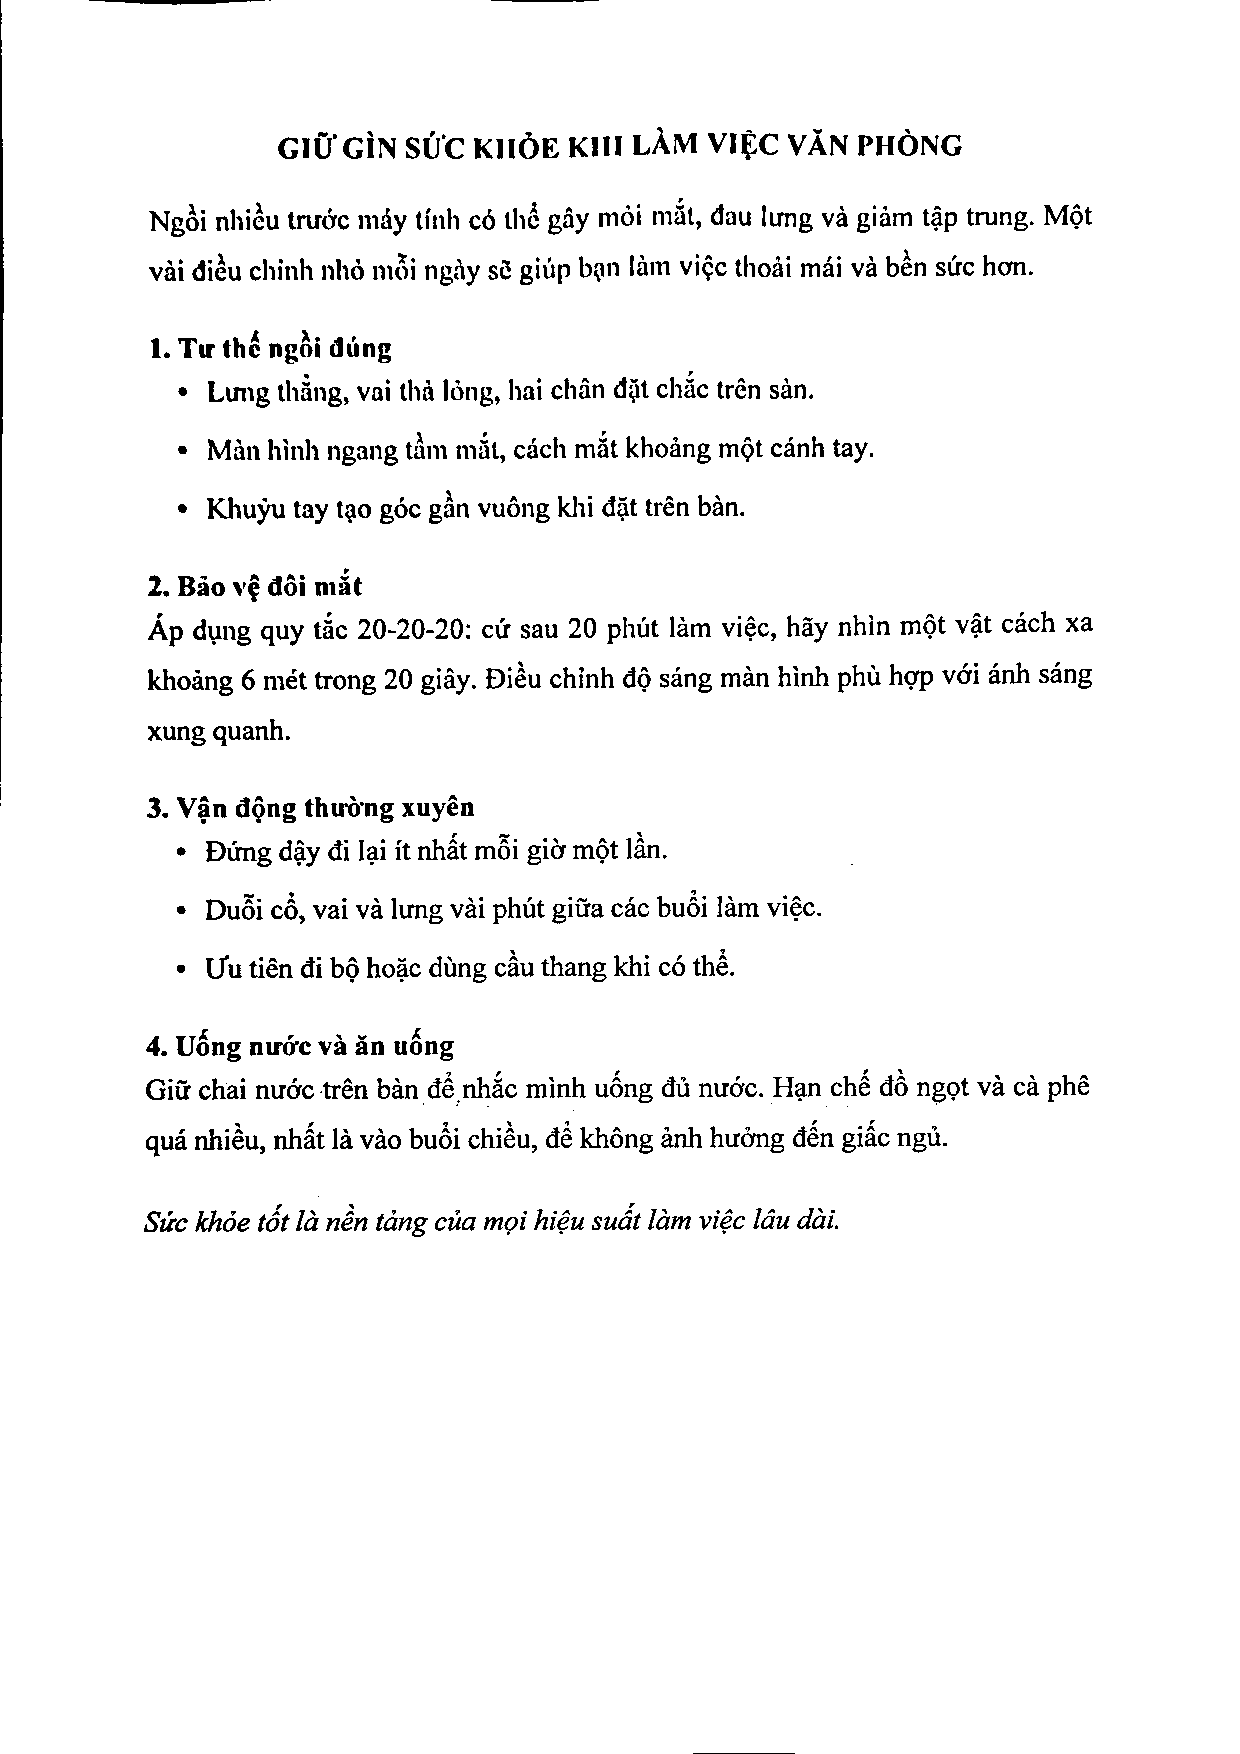 GIỮ GÌN SỨC KHỎE KHI LÀM VIỆC VĂN PHÒNG
Ngồi nhiều trước máy tính có thể gây mỏi mắt, đau lưng và giảm tập trung. Một
vài điều chỉnh nhỏ mỗi ngày sẽ giúp bạn làm việc thoải mái và bền sức hơn.
1. Tư thế ngồi đúng
• Lưng thẳng, vai thả lỏng, hai chân đặt chắc trên sàn.
• Màn hình ngang tầm mắt, cách mắt khoảng một cánh tay.
• Khuỷu tay tạo góc gần vuông khi đặt trên bàn.
2. Bảo vệ đôi mắt
Áp dụng quy tắc 20-20-20: cứ sau 20 phút làm việc, hãy nhìn một vật cách xa
khoảng 6 mét trong 20 giây. Điều chỉnh độ sáng màn hình phù hợp với ánh sáng
xung quanh.
3. Vận động thường xuyên
• Đứng dậy đi lại ít nhất mỗi giờ một lần.
• Duỗi cổ, vai và lưng vài phút giữa các buổi làm việc.
• Ưu tiên đi bộ hoặc dùng cầu thang khi có thể.
4. Uống nước và ăn uống
Giữ chai nước trên bàn để nhắc mình uống đủ nước. Hạn chế đồ ngọt và cà phê
quá nhiều, nhất là vào buổi chiều, để không ảnh hưởng đến giấc ngủ.
Sức khỏe tốt là nền tảng của mọi hiệu suất làm việc lâu dài.